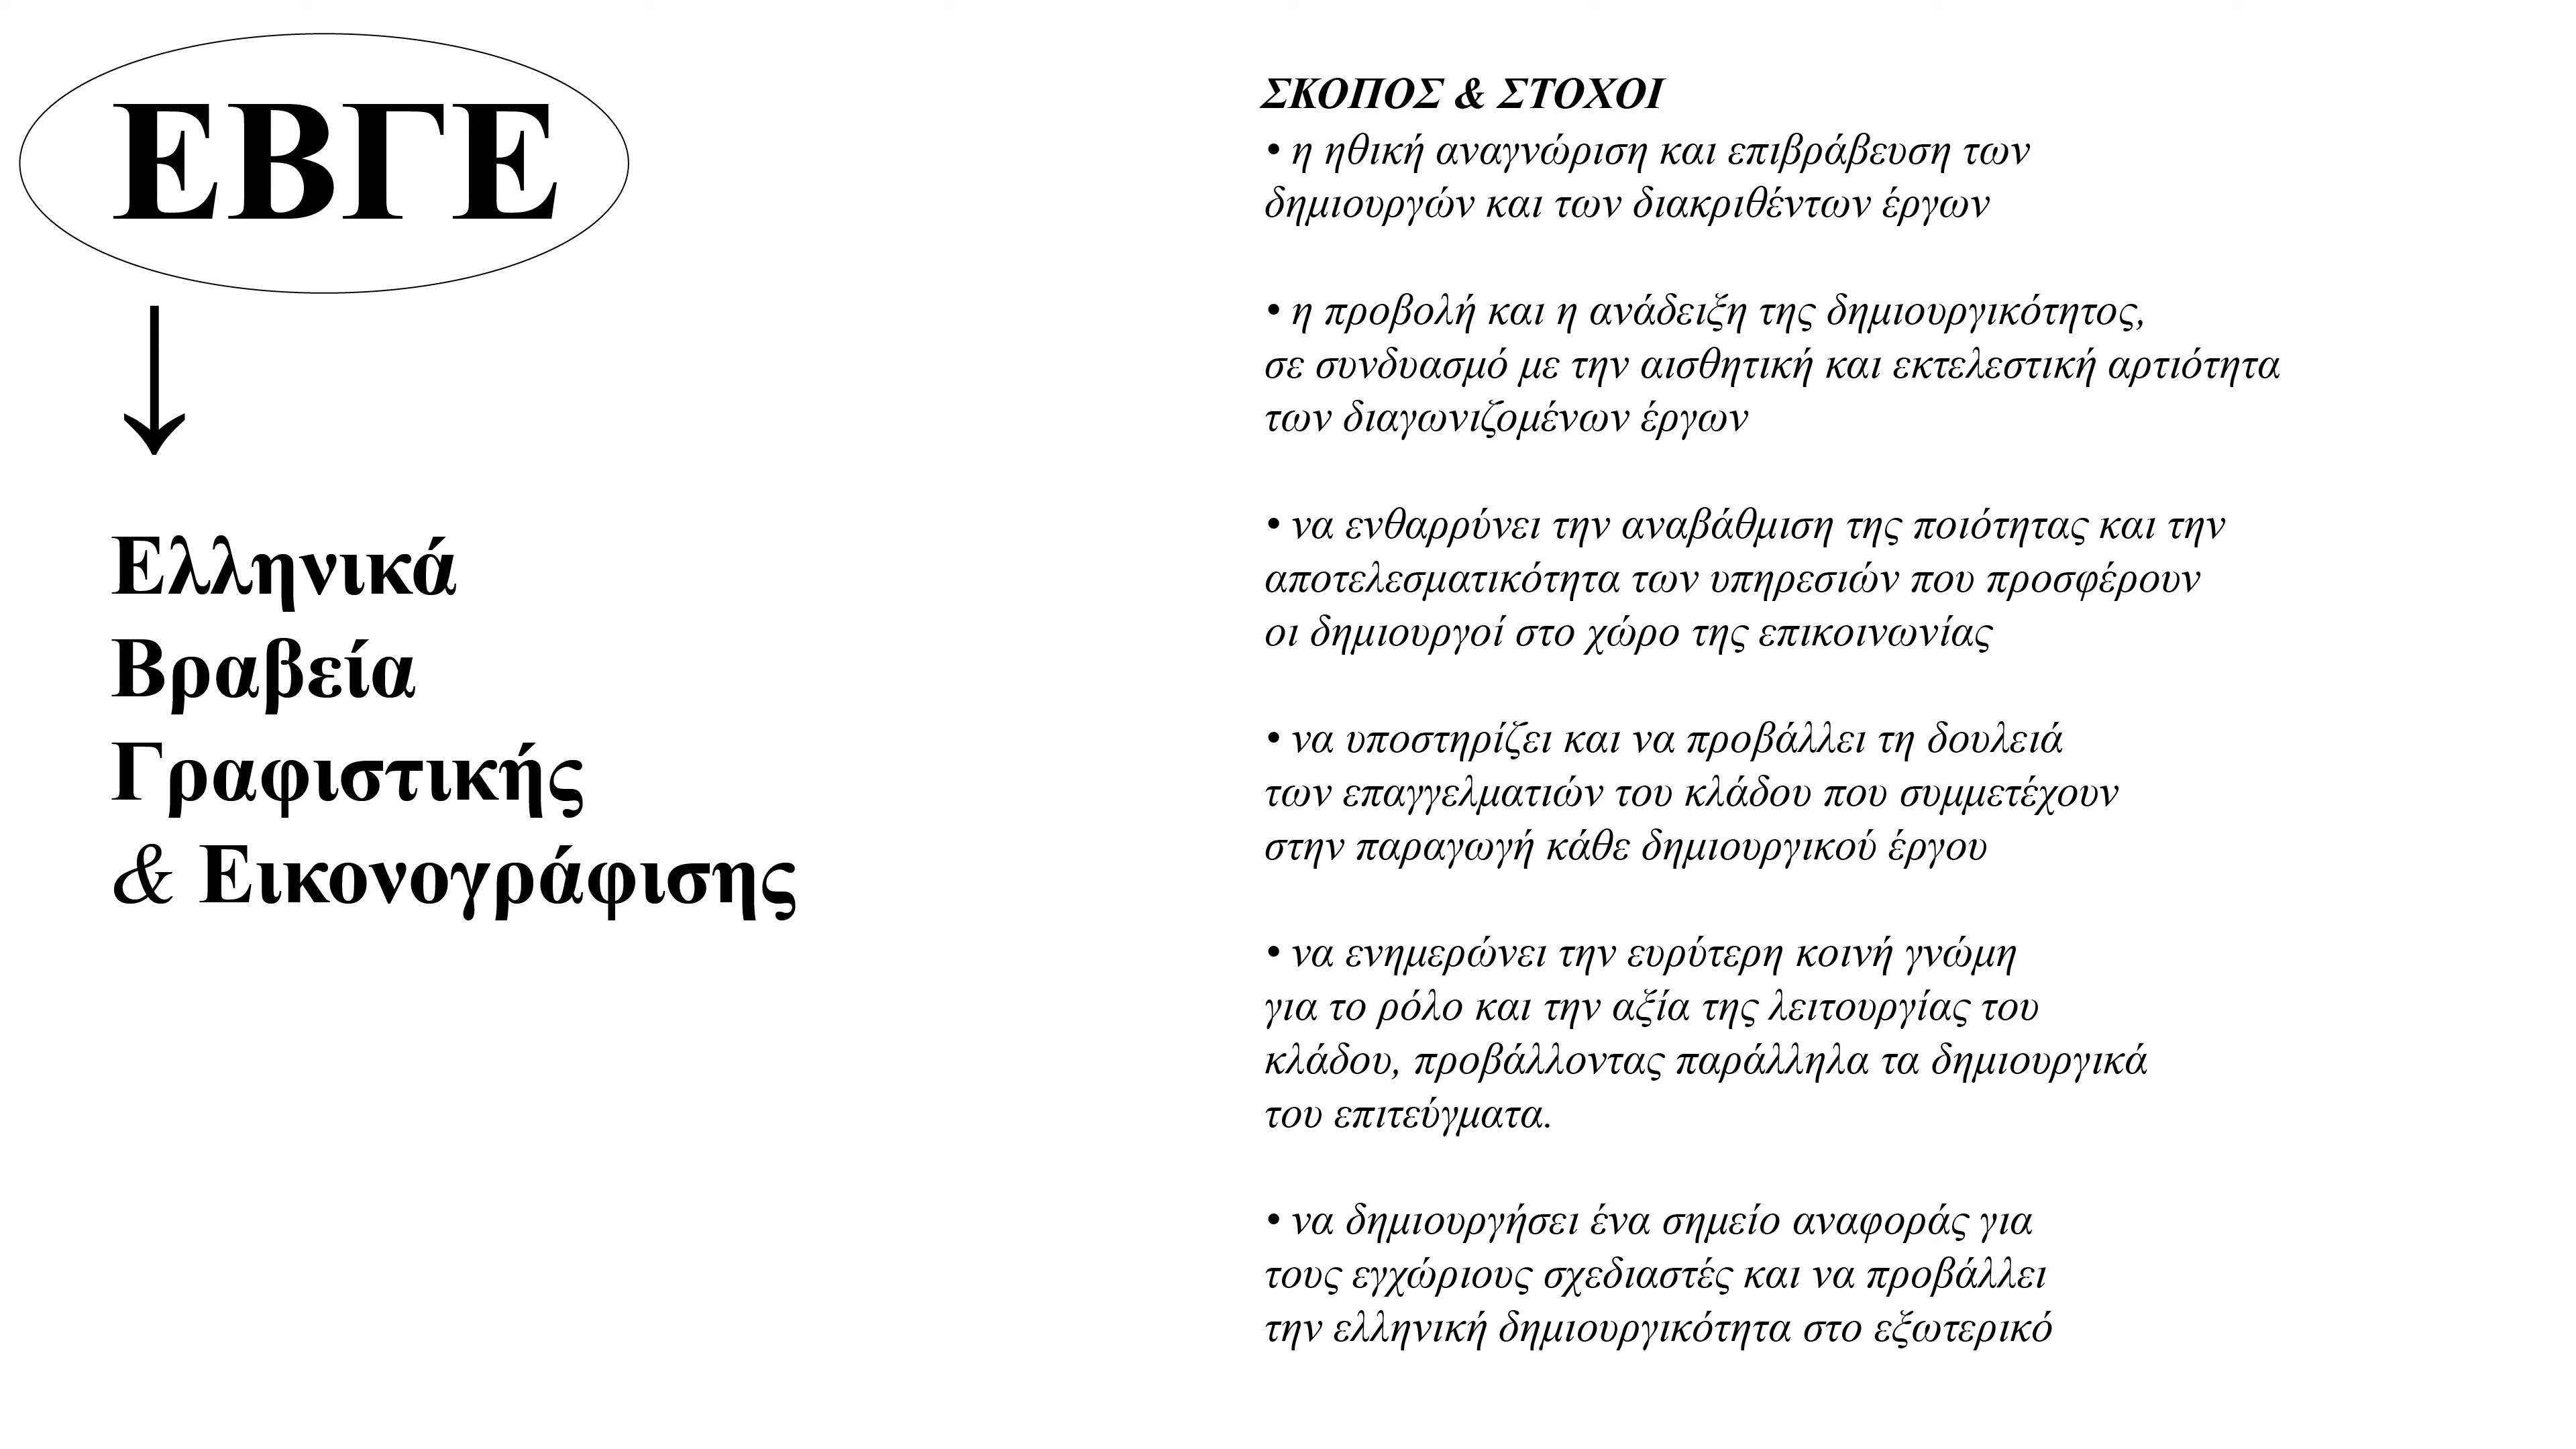 ΕΒΓΕ
Ελληνικά
Βραβεία
Γραφιστικής
& Εικονογράφισης
ΣΚΟΠΟΣ & ΣΤΟΧΟΙ
• η ηθική αναγνώριση και επιβράβευση των
δημιουργών και των διακριθέντων έργων
• η προβολή και η ανάδειξη της δημιουργικότητος,
σε συνδυασμό με την αισθητική και εκτελεστική αρτιότητα
των διαγωνιζομένων έργων
• να ενθαρρύνει την αναβάθμιση της ποιότητας και την
αποτελεσματικότητα των υπηρεσιών που προσφέρουν
οι δημιουργοί στο χώρο της επικοινωνίας
• να υποστηρίζει και να προβάλλει τη δουλειά
των επαγγελματιών του κλάδου που συμμετέχουν
στην παραγωγή κάθε δημιουργικού έργου
• να ενημερώνει την ευρύτερη κοινή γνώμη
για το ρόλο και την αξία της λειτουργίας του
κλάδου, προβάλλοντας παράλληλα τα δημιουργικά
του επιτεύγματα.
• να δημιουργήσει ένα σημείο αναφοράς για
τους εγχώριους σχεδιαστές και να προβάλλει
την ελληνική δημιουργικότητα στο εξωτερικό